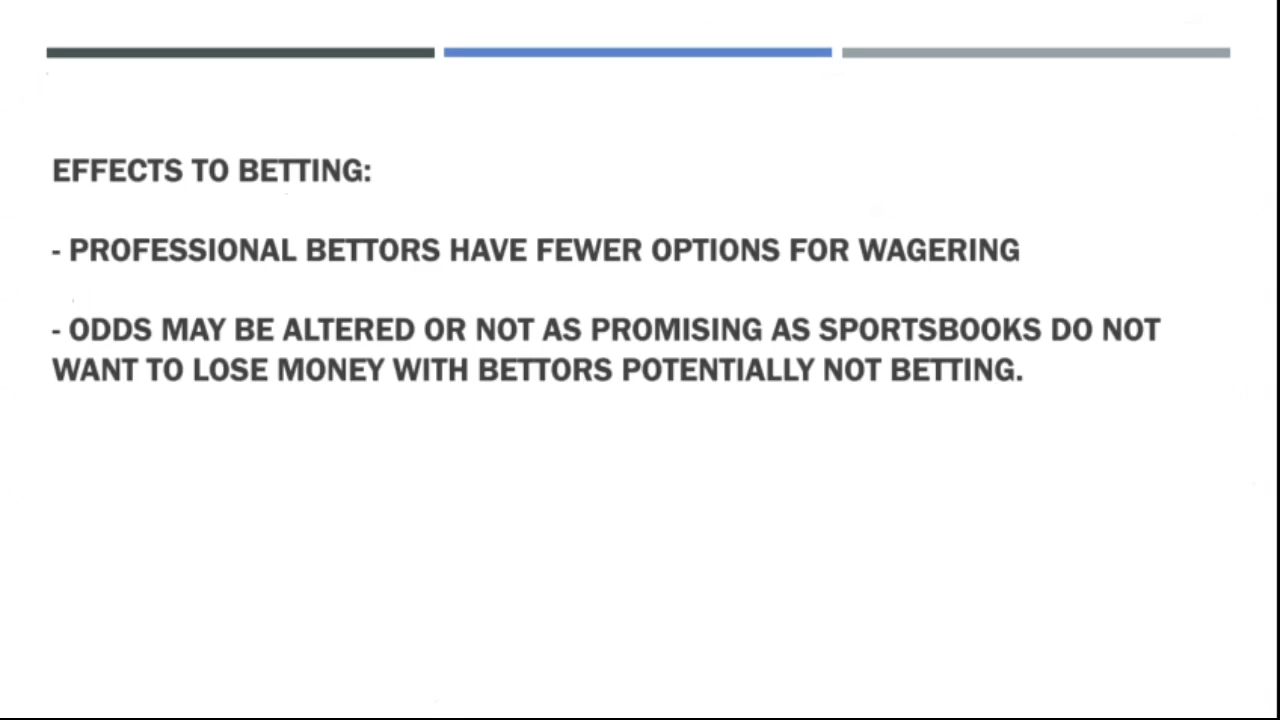 EFFECTS TO BETTING:
- PROFESSIONAL BETTORS HAVE FEWER OPTIONS FOR WAGERING
- ODDS MAY BE ALTERED OR NOT AS PROMISING AS SPORTSBOOKS DO NOT
WANT TO LOSE MONEY WITH BETTORS POTENTIALLY NOT BETTING.